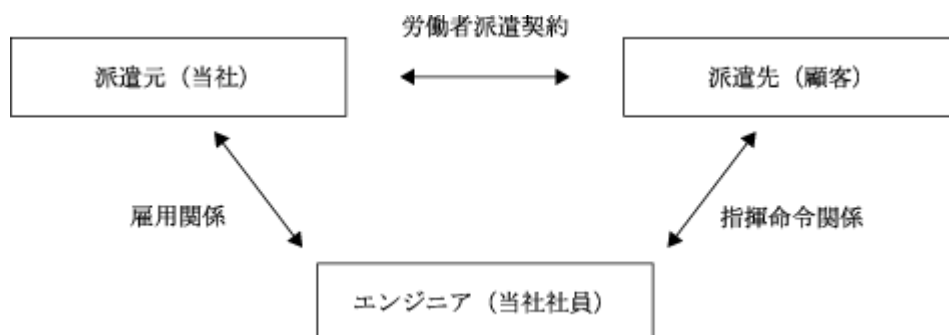 労働者派遣契約
派遣元（当社）
派遣先（顧客）
雇用関係
指揮命令関係
エンジニア（当社社員）